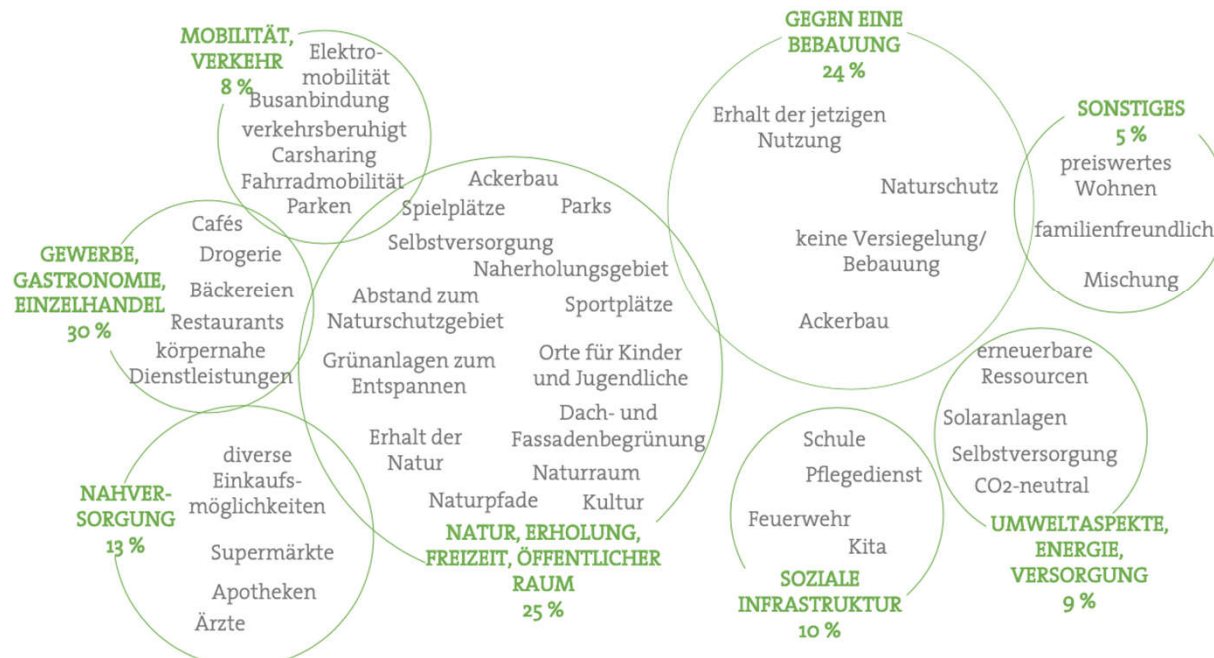 MOBILITÄT,
VERKEHR
8 %
Elektro-
mobilität
Busanbindung
verkehrsberuhigt
Carsharing
Fahrradmobilität
Parken
GEWERBE,
GASTRONOMIE,
EINZELHANDEL
30 %
Cafés
Drogerie
Bäckereien
Restaurants
körpernahe
Dienstleistungen
NAHVER-
SORGUNG
13 %
diverse
Einkaufs-
möglichkeiten
Supermärkte
Apotheken
Ärzte
Ackerbau
Spielplätze
Parks
Selbstversorgung
Naherholungsgebiet
Abstand zum
Naturschutzgebiet
Sportplätze
Grünanlagen zum
Entspannen
Orte für Kinder
und Jugendliche
Dach- und
Fassadenbegrünung
Erhalt der
Natur
Naturraum
Naturpfade
Kultur
NATUR, ERHOLUNG,
FREIZEIT, ÖFFENTLICHER
RAUM
25 %
GEGEN EINE
BEBAUUNG
24 %
Erhalt der jetzigen
Nutzung
Naturschutz
keine Versiegelung/
Bebauung
Ackerbau
SONSTIGES
5 %
preiswertes
Wohnen
familienfreundlich
Mischung
Schule
Pflegedienst
Feuerwehr
Kita
SOZIALE
INFRASTRUKTUR
10 %
erneuerbare
Ressourcen
Solaranlagen
Selbstversorgung
CO2-neutral
UMWELTASPEKTE,
ENERGIE,
VERSORGUNG
9 %